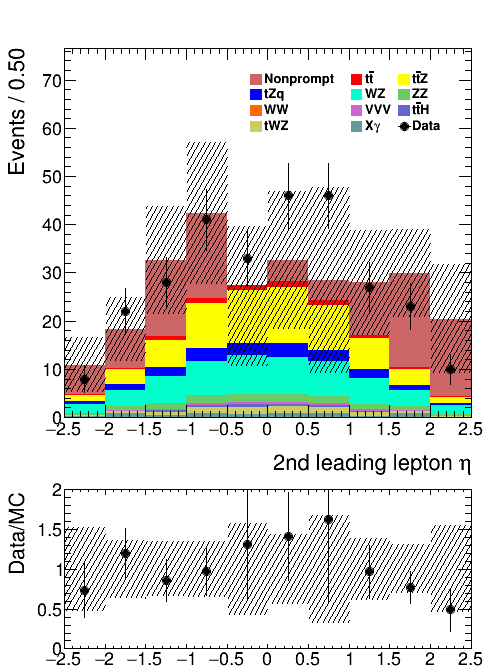 Events / 0.50
70
60
50
40
30
20
10
0
Nonprompt tt̄ tt̄Z
tZq WZ ZZ
WW VVV tt̄H
tWZ Xγ Data
−2.5 −2 −1.5 −1 −0.5 0 0.5 1 1.5 2 2.5
2nd leading lepton η
Data/MC
2
1.5
1
0.5
0
−2.5 −2 −1.5 −1 −0.5 0 0.5 1 1.5 2 2.5